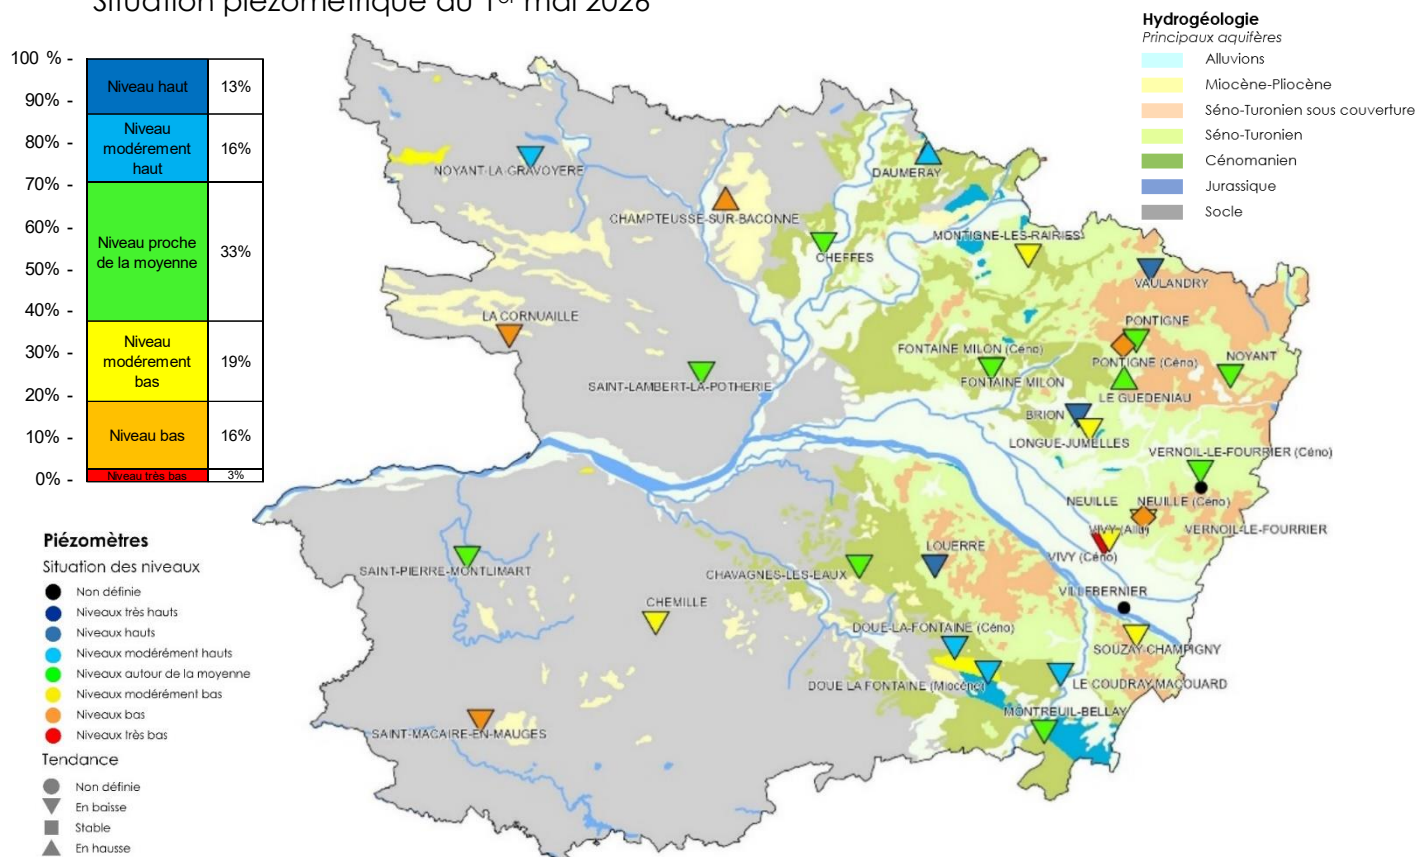 Situation piézométrique au 1er mai 2026
100 % -
90% -
80% -
70% -
60% -
50% -
40% -
30% -
20% -
10% -
0% -
Niveau haut
13%
Niveau
modérement
haut
16%
Niveau proche
de la moyenne
33%
Niveau
modérement
bas
19%
Niveau bas
16%
Niveau très bas
3%
Hydrogéologie
Principaux aquifères
Alluvions
Miocène-Pliocène
Séno-Turonien sous couverture
Séno-Turonien
Cénomanien
Jurassique
Socle
NOYANT-LA-GRAVOYERE
DAUMERAY
CHAMPTEUSSE-SUR-BACONNE
MONTIGNE-LES-RAIRIES
CHEFFES
VAULANDRY
LA CORNUAILLE
PONTIGNE
FONTAINE MILON (Céno)
NOYANT
PONTIGNE (Céno)
SAINT-LAMBERT-LA-POTHERIE
FONTAINE MILON
LE GUEDENIAU
BRION
LONGUE-JUMELLES
VERNOIL-LE-FOURRIER (Céno)
NEUILLE
NEUILLE (Céno)
VIVY (Allu)
VERNOIL-LE-FOURRIER
LOUERRE
VIVY (Céno)
SAINT-PIERRE-MONTLIMART
CHAVAGNES-LES-EAUX
VILLEBERNIER
CHEMILLE
DOUE-LA-FONTAINE (Céno)
SOUZAY-CHAMPIGNY
DOUE LA FONTAINE (Miocène)
LE COUDRAY-MACOUARD
MONTREUIL-BELLAY
SAINT-MACAIRE-EN-MAUGES
Piézomètres
Situation des niveaux
Non définie
Niveaux très hauts
Niveaux hauts
Niveaux modérément hauts
Niveaux autour de la moyenne
Niveaux modérément bas
Niveaux bas
Niveaux très bas
Tendance
Non définie
En baisse
Stable
En hausse